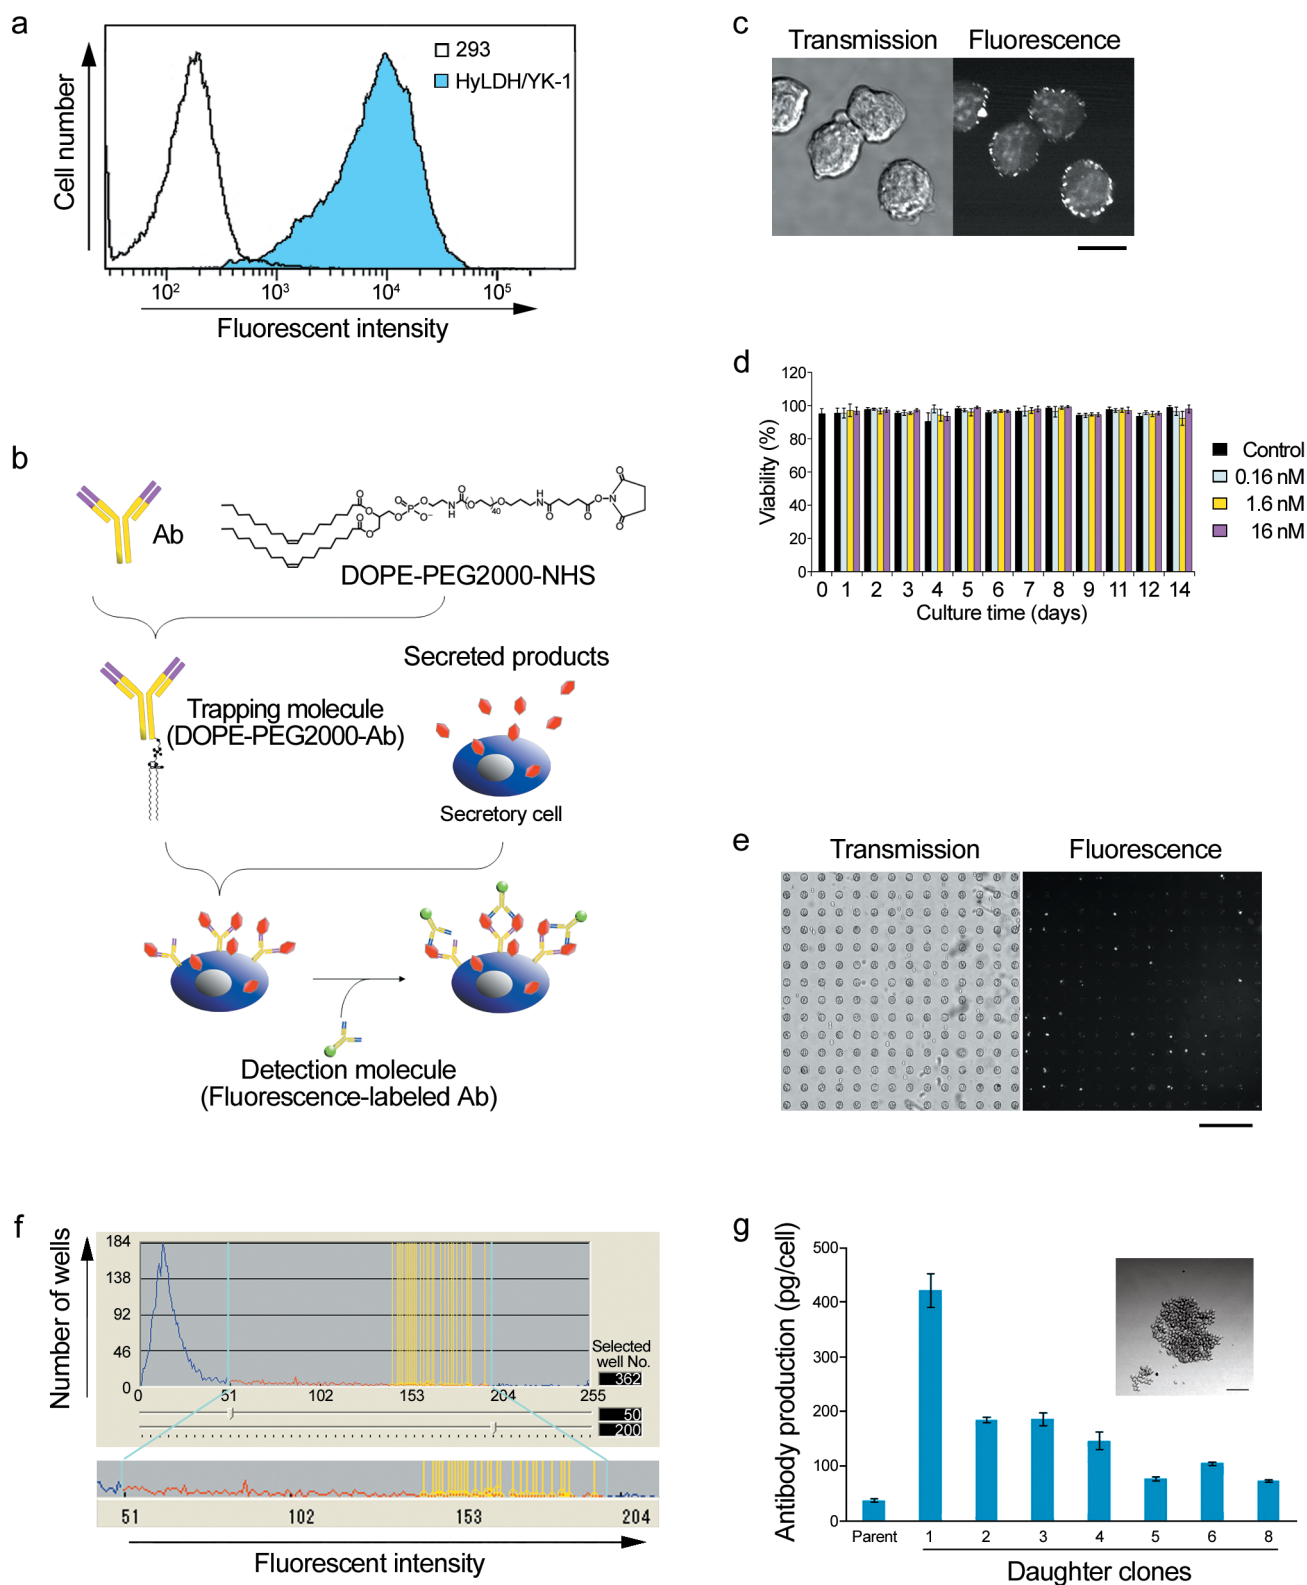 a
293
HyLDH/YK-1
Cell number
10²
10³
10⁴
10⁵
Fluorescent intensity
b
Ab
O
O
O
O
O
P
O
O
O⁻
O
N
H
O
O
40
O
H
N
O
O
O
N
O
O
DOPE-PEG2000-NHS
Trapping molecule
(DOPE-PEG2000-Ab)
Secreted products
Secretory cell
Detection molecule
(Fluorescence-labeled Ab)
c
Transmission Fluorescence
d
Viability (%)
120
100
80
60
40
20
0
0 1 2 3 4 5 6 7 8 9 11 12 14
Culture time (days)
Control
0.16 nM
1.6 nM
16 nM
e
Transmission Fluorescence
f
Number of wells
184
138
92
46
0
0 51 102 153 204 255
Selected
well No.
362
50
200
51 102 153 204
Fluorescent intensity
g
Antibody production (pg/cell)
500
400
300
200
100
0
Parent 1 2 3 4 5 6 8
Daughter clones